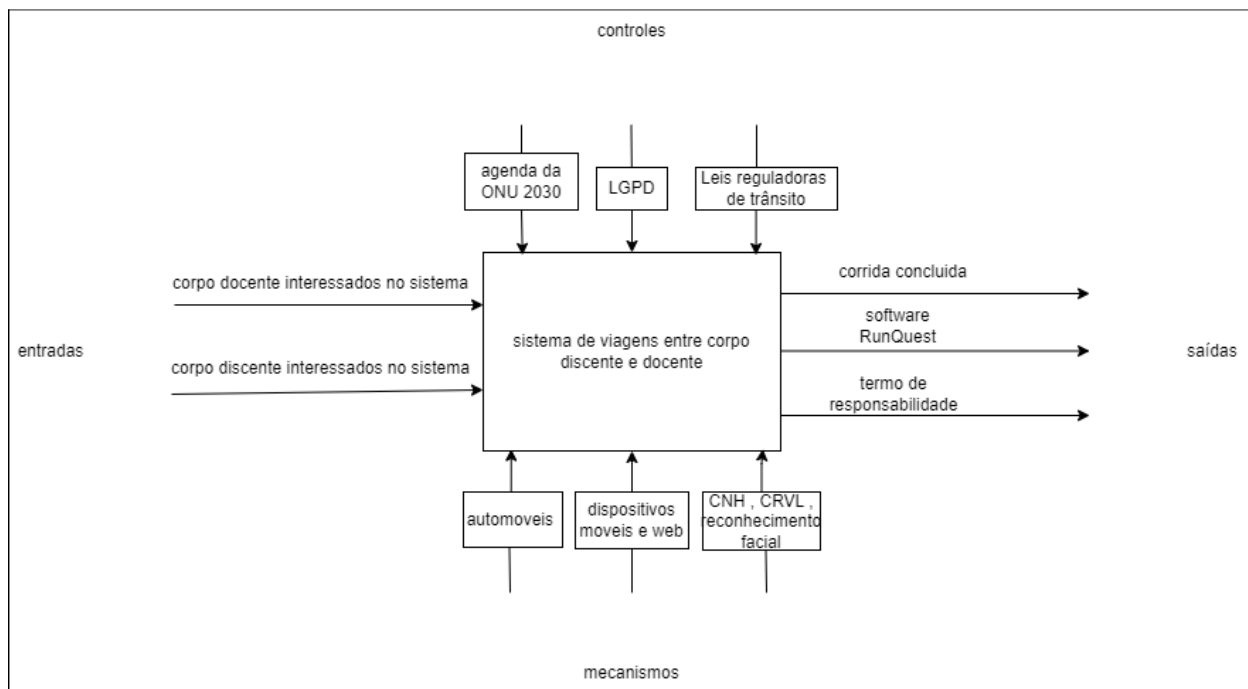 controles
agenda da
ONU 2030
LGPD
Leis reguladoras
de trânsito
corpo docente interessados no sistema
corrida concluida
software
RunQuest
entradas
sistema de viagens entre corpo
discente e docente
saídas
corpo discente interessados no sistema
termo de
responsabilidade
automoveis
dispositivos
moveis e web
CNH , CRVL ,
reconhecimento
facial
mecanismos